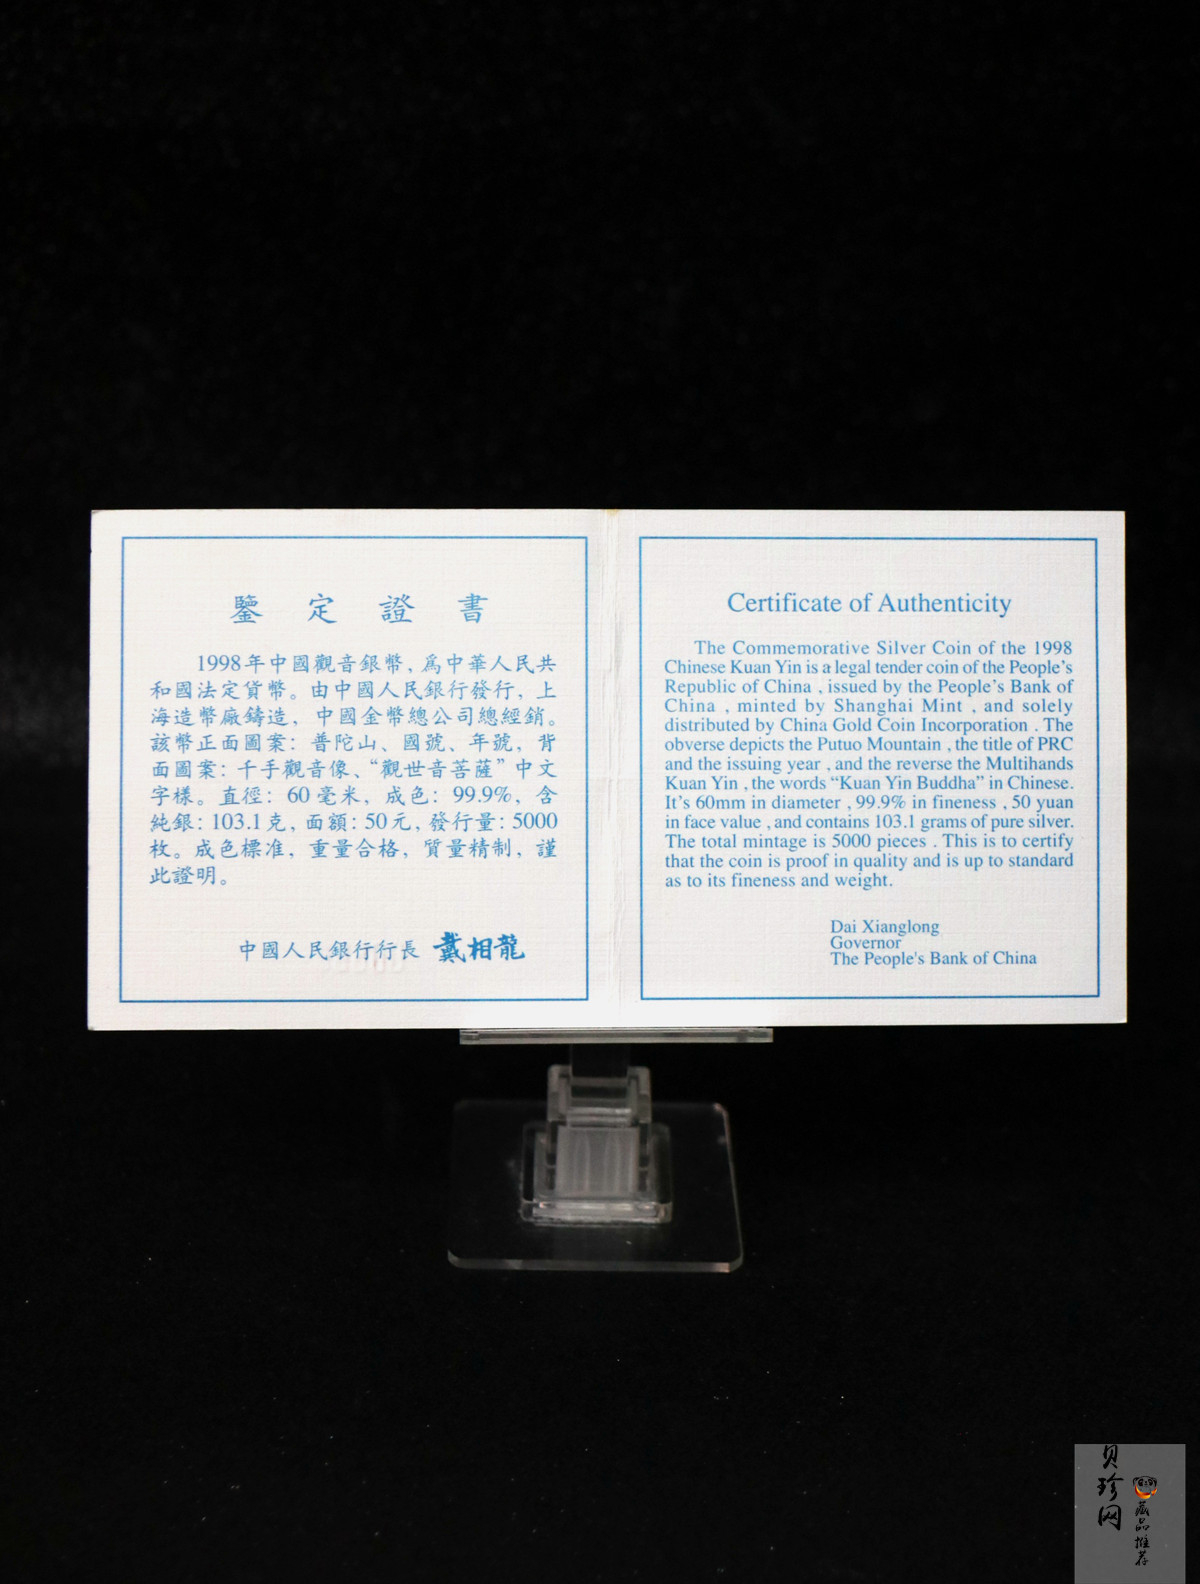 鑒定證書
1998年中國觀音銀幣，爲中華人民共
和國法定貨幣。由中國人民銀行發行，上
海造幣廠鑄造，中國金幣總公司總經銷。
該幣正面圖案：普陀山、國號、年號，背
面圖案：千手觀音像、“觀世音菩薩”中文
字樣。直徑：60毫米，成色：99.9%，含
純銀：103.1克，面額：50元，發行量：5000
枚。成色標准，重量合格，質量精制，謹
此證明。
中國人民銀行行長 戴相龍
Certificate of Authenticity
The Commemorative Silver Coin of the 1998
Chinese Kuan Yin is a legal tender coin of the People's
Republic of China , issued by the People's Bank of
China , minted by Shanghai Mint , and solely
distributed by China Gold Coin Incorporation . The
obverse depicts the Putuo Mountain , the title of PRC
and the issuing year , and the reverse the Multihands
Kuan Yin , the words “Kuan Yin Buddha” in Chinese.
It's 60mm in diameter , 99.9% in fineness , 50 yuan
in face value , and contains 103.1 grams of pure silver.
The total mintage is 5000 pieces . This is to certify
that the coin is proof in quality and is up to standard
as to its fineness and weight.
Dai Xianglong
Governor
The People's Bank of China
贝珍网
藏品推荐